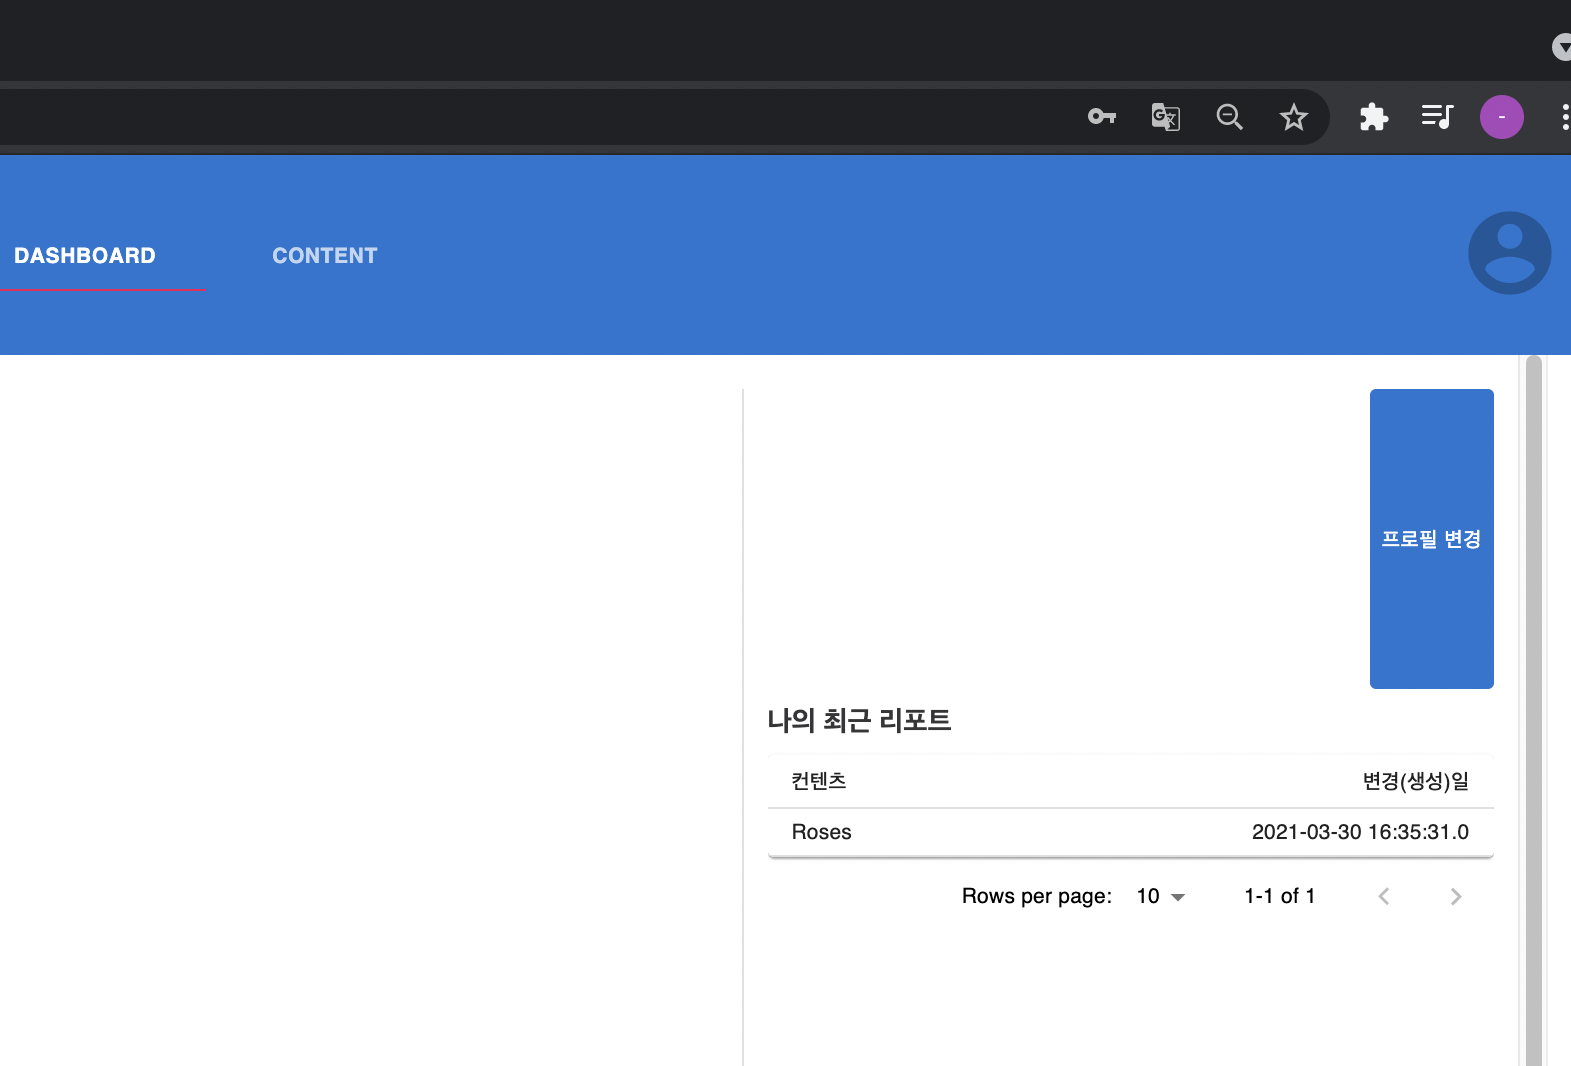 DASHBOARD CONTENT
프로필 변경
나의 최근 리포트
컨텐츠 변경(생성)일
Roses 2021-03-30 16:35:31.0
Rows per page: 10 1-1 of 1